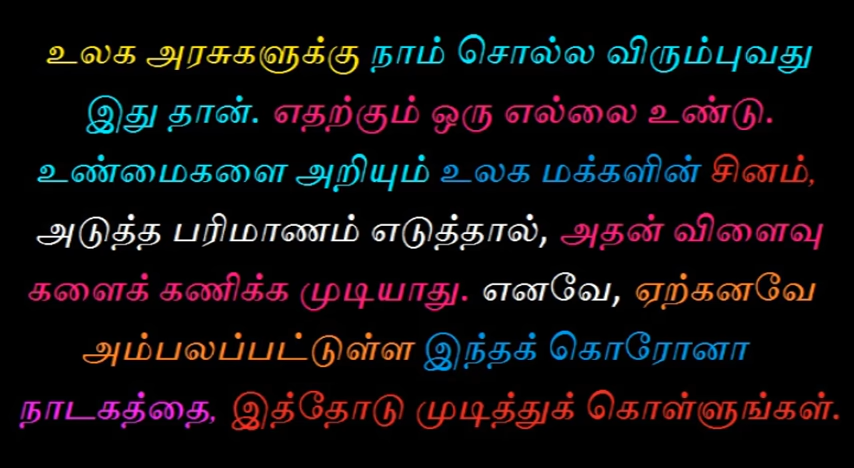 உலக அரசுகளுக்கு நாம் சொல்ல விரும்புவது
இது தான். எதற்கும் ஒரு எல்லை உண்டு.
உண்மைகளை அறியும் உலக மக்களின் சினம்,
அடுத்த பரிமாணம் எடுத்தால், அதன் விளைவு
களைக் கணிக்க முடியாது. எனவே, ஏற்கனவே
அம்பலப்பட்டுள்ள இந்தக் கொரோனா
நாடகத்தை, இத்தோடு முடித்துக் கொள்ளுங்கள்.